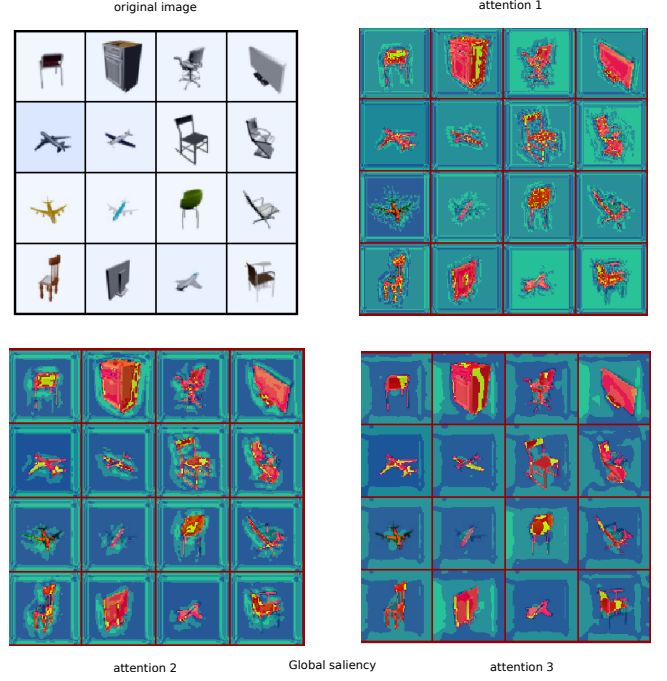 original image
attention 1
attention 2
Global saliency
attention 3